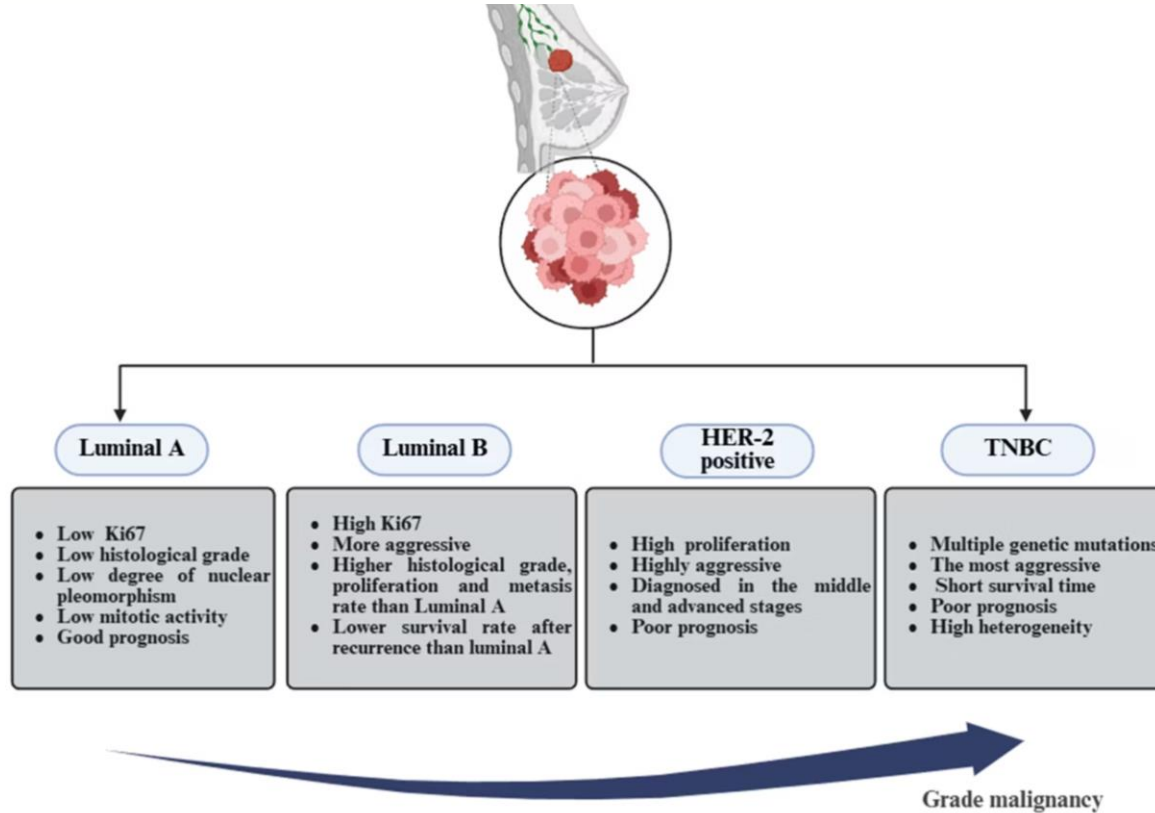 Luminal A
Luminal B
HER-2
positive
TNBC
• Low Ki67
• Low histological grade
• Low degree of nuclear
pleomorphism
• Low mitotic activity
• Good prognosis
• High Ki67
• More aggressive
• Higher histological grade,
proliferation and metasis
rate than Luminal A
• Lower survival rate after
recurrence than luminal A
• High proliferation
• Highly aggressive
• Diagnosed in the middle
and advanced stages
• Poor prognosis
• Multiple genetic mutations
• The most aggressive
• Short survival time
• Poor prognosis
• High heterogeneity
Grade malignancy